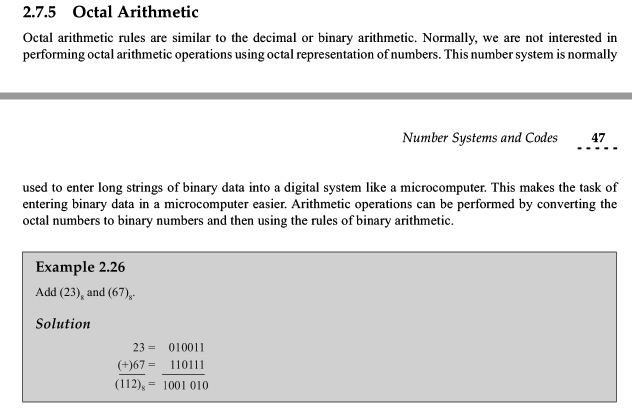 2.7.5 Octal Arithmetic
Octal arithmetic rules are similar to the decimal or binary arithmetic. Normally, we are not interested in
performing octal arithmetic operations using octal representation of numbers. This number system is normally
Number Systems and Codes 47
used to enter long strings of binary data into a digital system like a microcomputer. This makes the task of
entering binary data in a microcomputer easier. Arithmetic operations can be performed by converting the
octal numbers to binary numbers and then using the rules of binary arithmetic.
Example 2.26
Add (23)₈ and (67)₈.
Solution
23 = 010011
(+)67 = 110111
(112)₈ = 1001 010